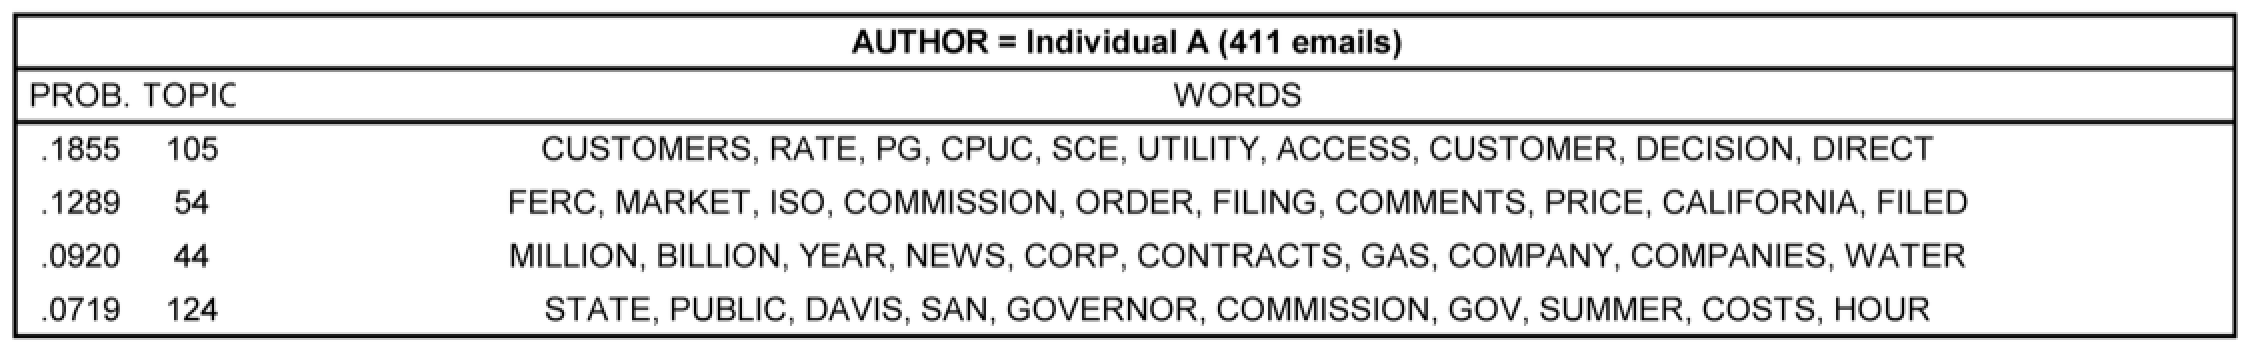 AUTHOR = Individual A (411 emails)
PROB. TOPIC WORDS
.1855 105 CUSTOMERS, RATE, PG, CPUC, SCE, UTILITY, ACCESS, CUSTOMER, DECISION, DIRECT
.1289 54 FERC, MARKET, ISO, COMMISSION, ORDER, FILING, COMMENTS, PRICE, CALIFORNIA, FILED
.0920 44 MILLION, BILLION, YEAR, NEWS, CORP, CONTRACTS, GAS, COMPANY, COMPANIES, WATER
.0719 124 STATE, PUBLIC, DAVIS, SAN, GOVERNOR, COMMISSION, GOV, SUMMER, COSTS, HOUR